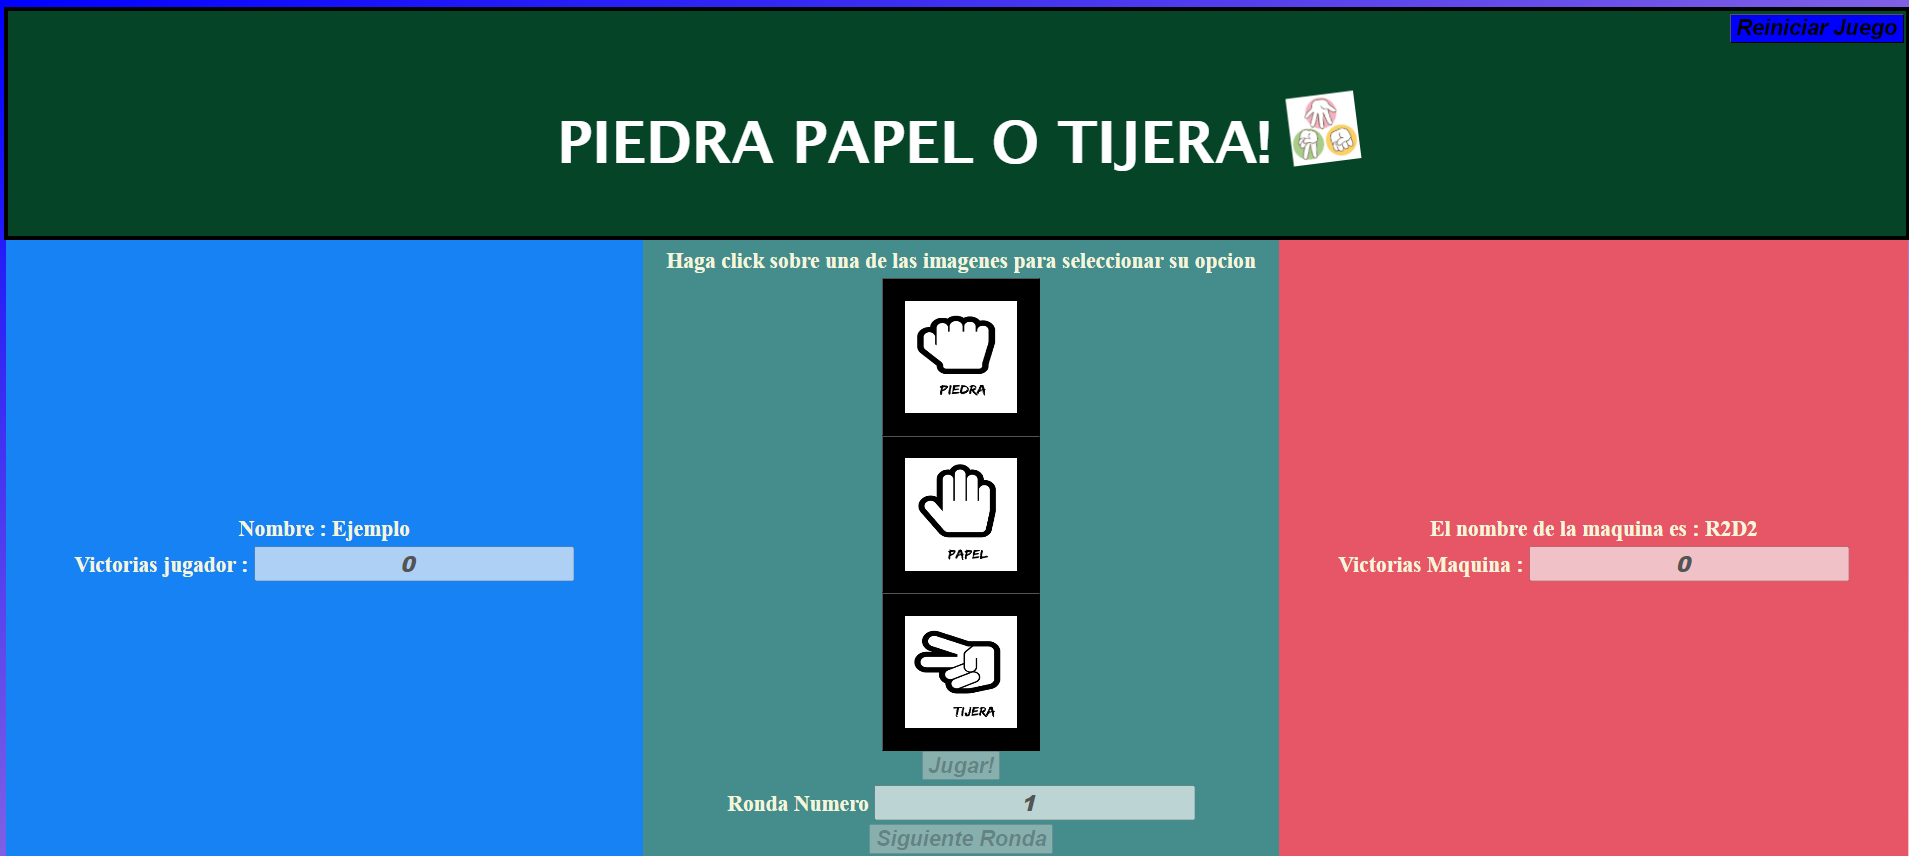 Reiniciar Juego
PIEDRA PAPEL O TIJERA!
Haga click sobre una de las imagenes para seleccionar su opcion
PIEDRA
PAPEL
TIJERA
Jugar!
Ronda Numero 1
Siguiente Ronda
Nombre : Ejemplo
Victorias jugador : 0
El nombre de la maquina es : R2D2
Victorias Maquina : 0